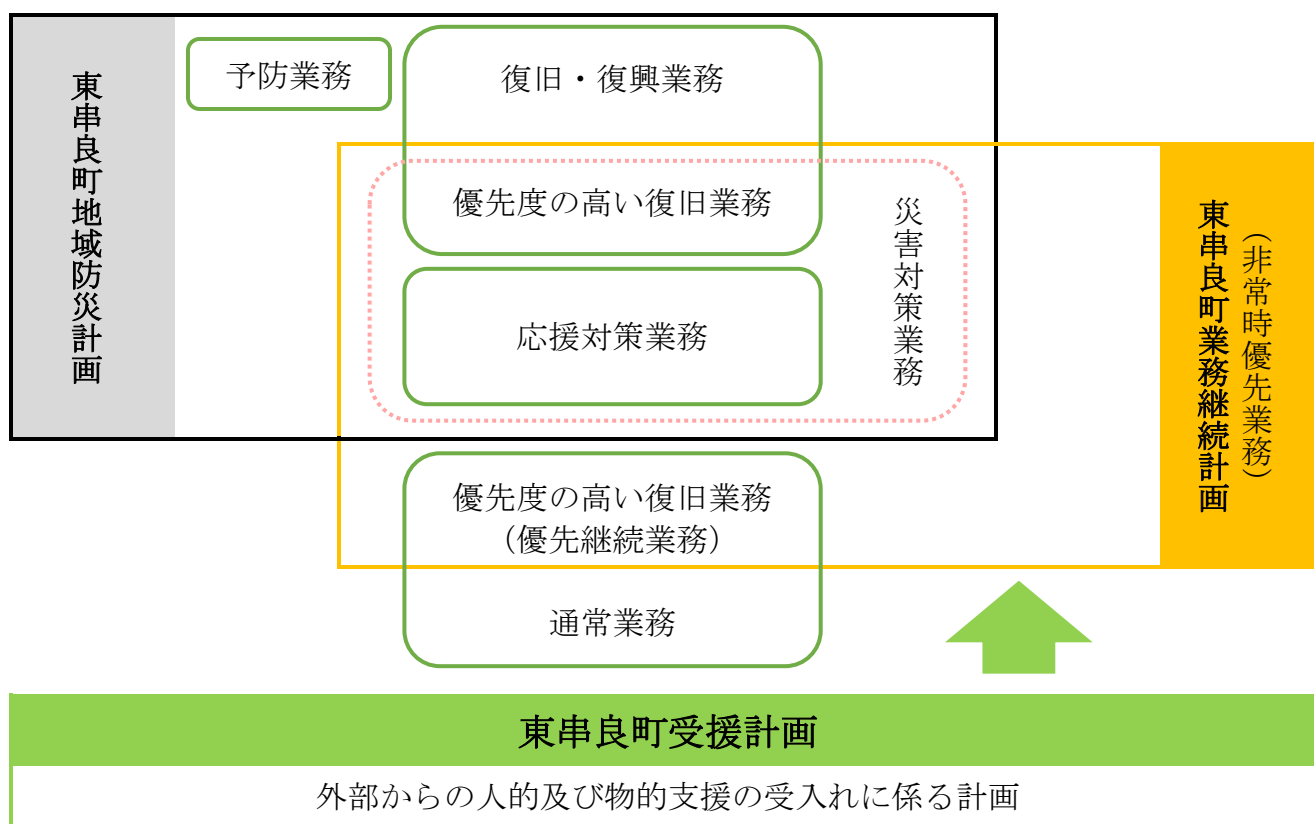 東串良町地域防災計画
予防業務
復旧・復興業務
優先度の高い復旧業務
応援対策業務
災害対策業務
東串良町業務継続計画
（非常時優先業務）
優先度の高い復旧業務
（優先継続業務）
通常業務
東串良町受援計画
外部からの人的及び物的支援の受入れに係る計画